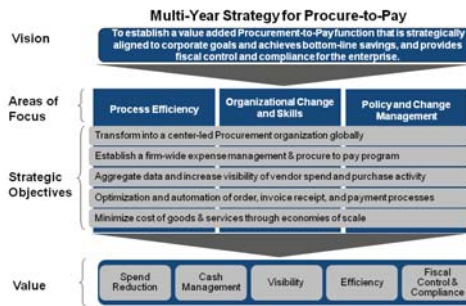 Multi-Year Strategy for Procure-to-Pay
Vision
To establish a value added Procurement-to-Pay function that is strategically
aligned to corporate goals and achieves bottom-line savings, and provides
fiscal control and compliance for the enterprise.
Areas of
Focus
Process Efficiency
Organizational Change
and Skills
Policy and Change
Management
Strategic
Objectives
Transform into a center-led Procurement organization globally
Establish a firm-wide expense management & procure to pay program
Aggregate data and increase visibility of vendor spend and purchase activity
Optimization and automation of order, invoice receipt, and payment processes
Minimize cost of goods & services through economies of scale
Value
Spend
Reduction
Cash
Management
Visibility
Efficiency
Fiscal
Control &
Compliance